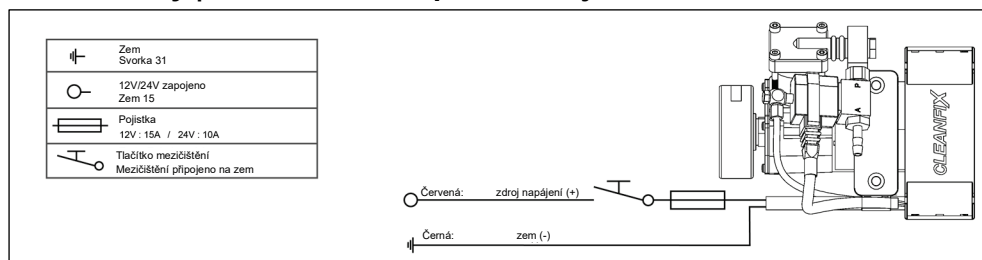 Zem
Svorka 31
12V/24V zapojeno
Zem 15
Pojistka
12V : 15A / 24V : 10A
Tlačítko mezičištění
Mezičištění připojeno na zem
Červená: zdroj napájení (+)
Černá: zem (-)
P
A
CLEANFIX